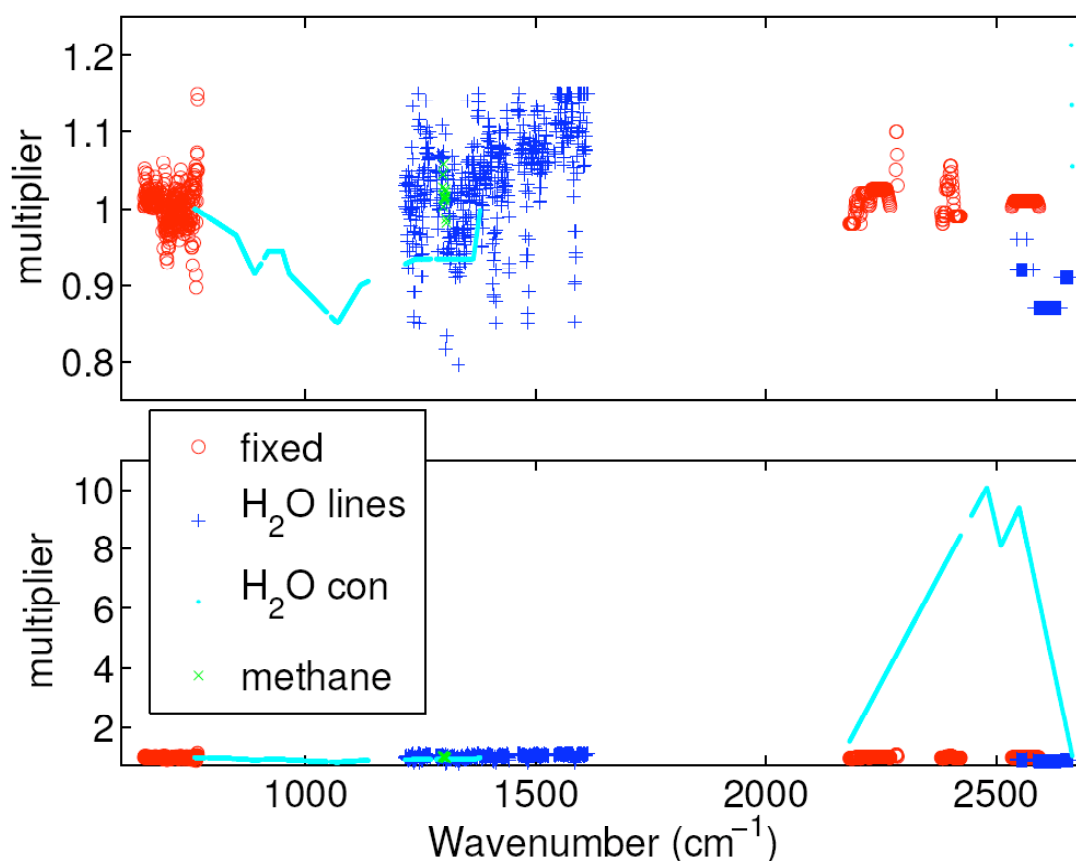 1.2
1.1
1
0.9
0.8
multiplier
fixed
H₂O lines
H₂O con
methane
10
8
6
4
2
multiplier
1000 1500 2000 2500
Wavenumber (cm⁻¹)